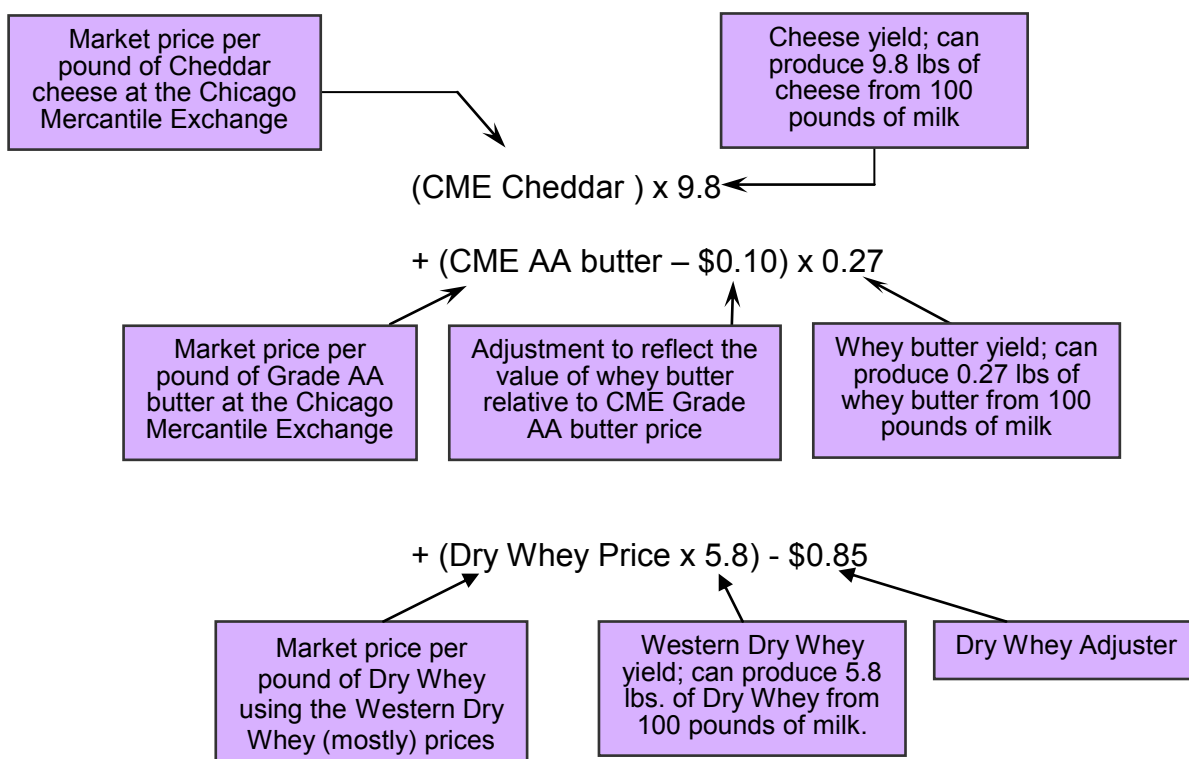 Market price per
pound of Cheddar
cheese at the Chicago
Mercantile Exchange
Cheese yield; can
produce 9.8 lbs of
cheese from 100
pounds of milk
(CME Cheddar ) x 9.8
+ (CME AA butter – $0.10) x 0.27
Market price per
pound of Grade AA
butter at the Chicago
Mercantile Exchange
Adjustment to reflect the
value of whey butter
relative to CME Grade
AA butter price
Whey butter yield; can
produce 0.27 lbs of
whey butter from 100
pounds of milk
+ (Dry Whey Price x 5.8) - $0.85
Market price per
pound of Dry Whey
using the Western Dry
Whey (mostly) prices
Western Dry Whey
yield; can produce 5.8
lbs. of Dry Whey from
100 pounds of milk.
Dry Whey Adjuster